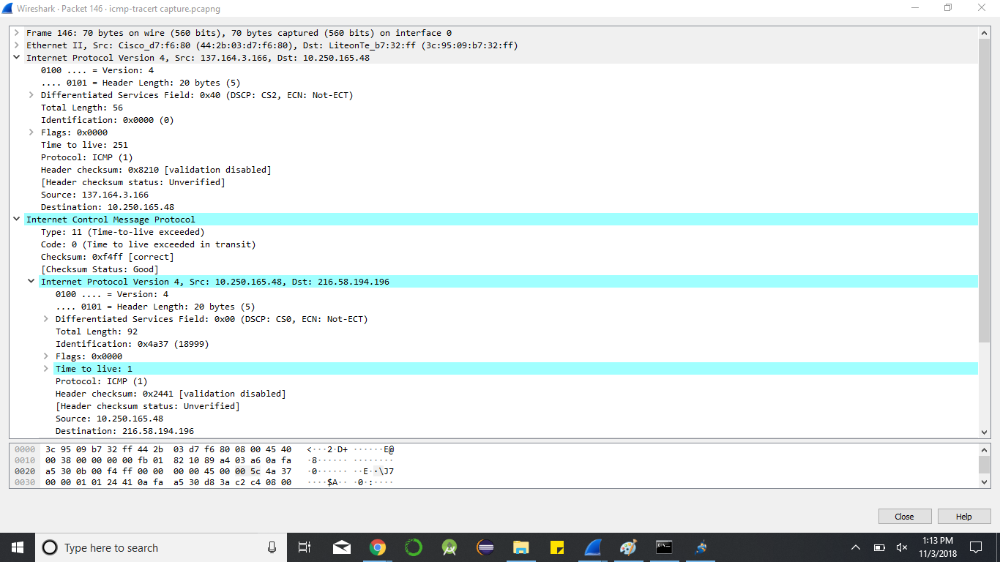 Wireshark · Packet 146 · icmp-tracert capture.pcapng
Frame 146: 70 bytes on wire (560 bits), 70 bytes captured (560 bits) on interface 0
Ethernet II, Src: Cisco_d7:f6:80 (44:2b:03:d7:f6:80), Dst: LiteonTe_b7:32:ff (3c:95:09:b7:32:ff)
Internet Protocol Version 4, Src: 137.164.3.166, Dst: 10.250.165.48
0100 .... = Version: 4
.... 0101 = Header Length: 20 bytes (5)
Differentiated Services Field: 0x40 (DSCP: CS2, ECN: Not-ECT)
Total Length: 56
Identification: 0x0000 (0)
Flags: 0x0000
Time to live: 251
Protocol: ICMP (1)
Header checksum: 0x8210 [validation disabled]
[Header checksum status: Unverified]
Source: 137.164.3.166
Destination: 10.250.165.48
Internet Control Message Protocol
Type: 11 (Time-to-live exceeded)
Code: 0 (Time to live exceeded in transit)
Checksum: 0xf4ff [correct]
[Checksum Status: Good]
Internet Protocol Version 4, Src: 10.250.165.48, Dst: 216.58.194.196
0100 .... = Version: 4
.... 0101 = Header Length: 20 bytes (5)
Differentiated Services Field: 0x00 (DSCP: CS0, ECN: Not-ECT)
Total Length: 92
Identification: 0x4a37 (18999)
Flags: 0x0000
Time to live: 1
Protocol: ICMP (1)
Header checksum: 0x2441 [validation disabled]
[Header checksum status: Unverified]
Source: 10.250.165.48
Destination: 216.58.194.196
0000 3c 95 09 b7 32 ff 44 2b 03 d7 f6 80 08 00 45 40 <···2·D+ ······E@
0010 00 38 00 00 00 00 fb 01 82 10 89 a4 03 a6 0a fa ·8······ ········
0020 a5 30 0b 00 f4 ff 00 00 00 00 45 00 00 5c 4a 37 ·0······ ··E··\J7
0030 00 00 01 01 24 41 0a fa a5 30 d8 3a c2 c4 08 00 ····$A·· ·0·:····
Close
Help
Type here to search
1:13 PM
11/3/2018